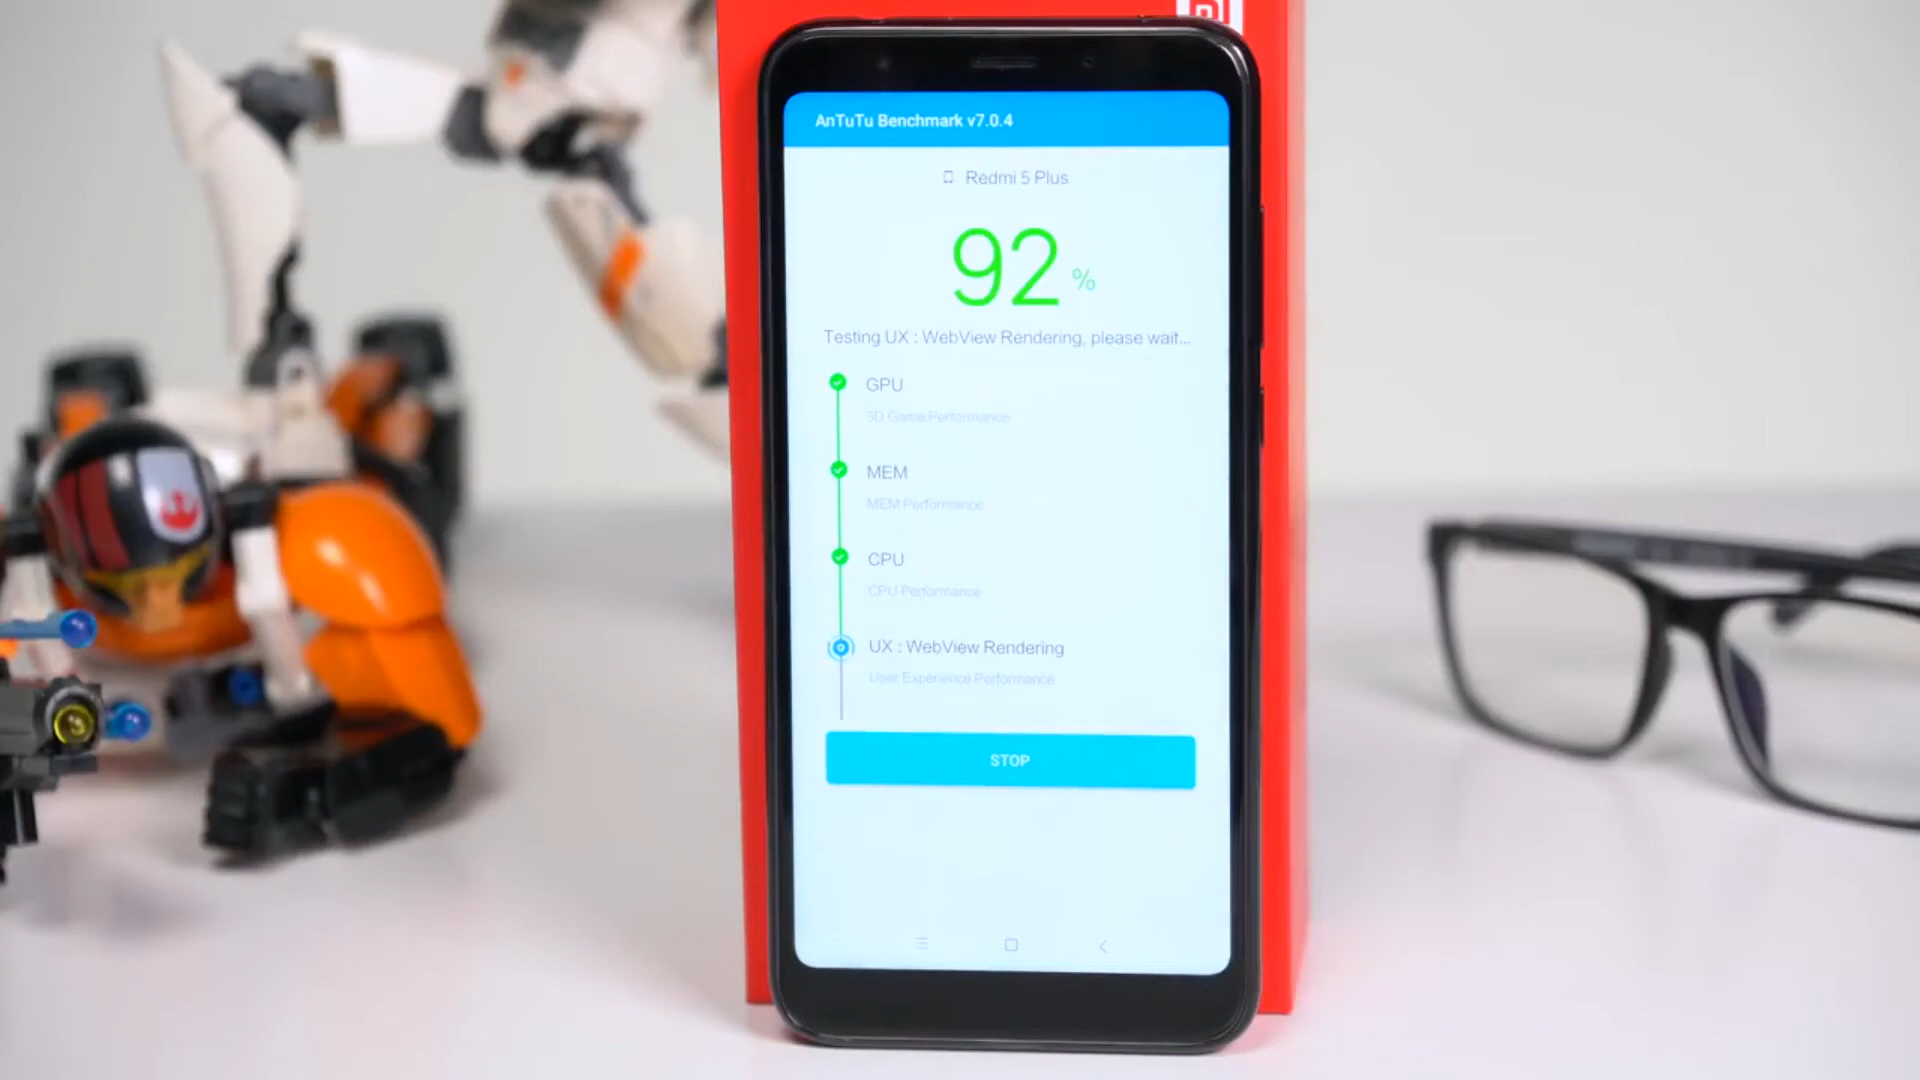 AnTuTu Benchmark v7.0.4
Redmi 5 Plus
92 %
Testing UX : WebView Rendering, please wait...
GPU
3D Game Performance
MEM
MEM Performance
CPU
CPU Performance
UX : WebView Rendering
User Experience Performance
STOP